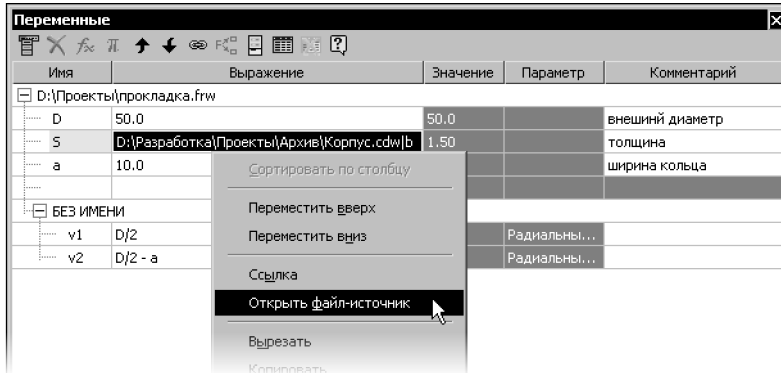 Переменные
Имя Выражение Значение Параметр Комментарий
D:\Проекты\прокладка.frw
D 50.0 50.0 внешинй диаметр
S D:\Разработка\Проекты\Архив\Корпус.cdw|b 1.50 толщина
a 10.0 ширина кольца
БЕЗ ИМЕНИ
v1 D/2 Радиальны...
v2 D/2 - a Радиальны...
Сортировать по столбцу
Переместить вверх
Переместить вниз
Ссылка
Открыть файл-источник
Вырезать
Копировать